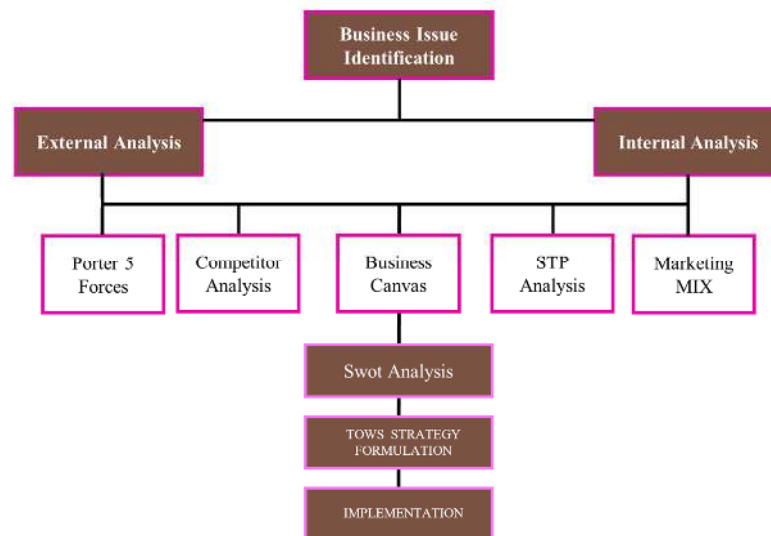 Business Issue
Identification
External Analysis
Internal Analysis
Porter 5
Forces
Competitor
Analysis
Business
Canvas
STP
Analysis
Marketing
MIX
Swot Analysis
TOWS STRATEGY
FORMULATION
IMPLEMENTATION